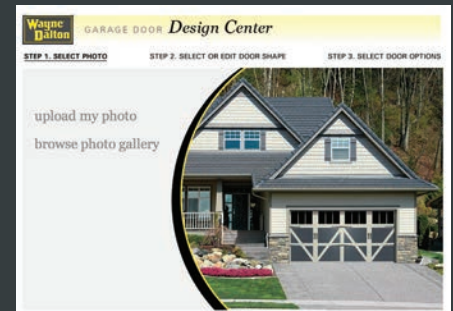 Wayne
Dalton
GARAGE DOOR Design Center
STEP 1. SELECT PHOTO
STEP 2. SELECT OR EDIT DOOR SHAPE
STEP 3. SELECT DOOR OPTIONS
upload my photo
browse photo gallery